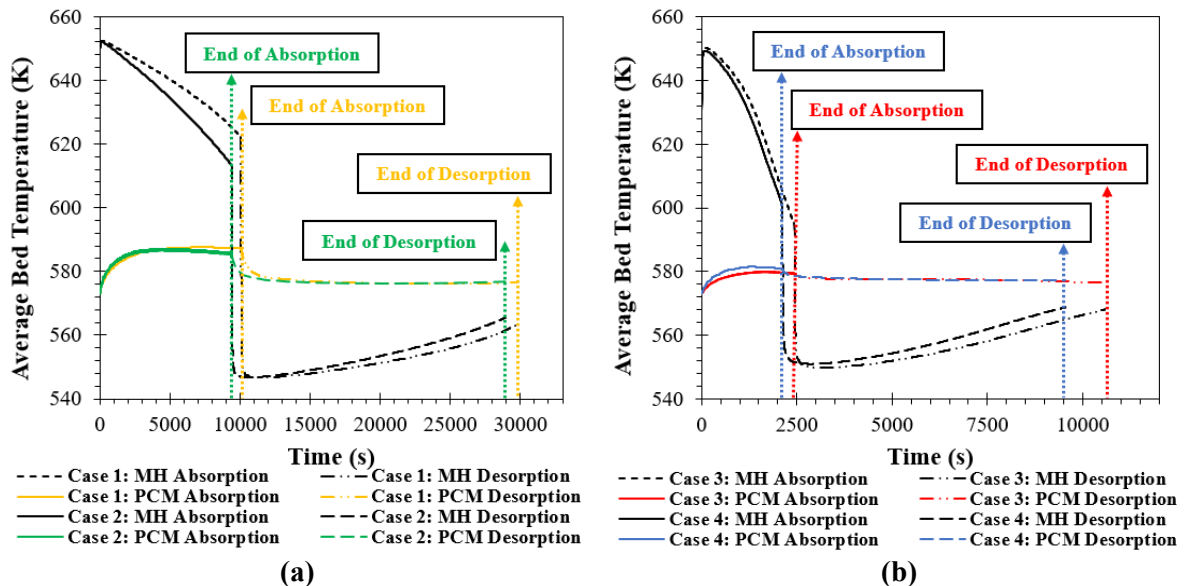 660
640
620
600
580
560
540
Average Bed Temperature (K)
End of Absorption
End of Absorption
End of Desorption
End of Desorption
0 5000 10000 15000 20000 25000 30000
Time (s)
Case 1: MH Absorption Case 1: MH Desorption
Case 1: PCM Absorption Case 1: PCM Desorption
Case 2: MH Absorption Case 2: MH Desorption
Case 2: PCM Absorption Case 2: PCM Desorption
(a)
660
640
620
600
580
560
540
Average Bed Temperature (K)
End of Absorption
End of Absorption
End of Desorption
End of Desorption
0 2500 5000 7500 10000
Time (s)
Case 3: MH Absorption Case 3: MH Desorption
Case 3: PCM Absorption Case 3: PCM Desorption
Case 4: MH Absorption Case 4: MH Desorption
Case 4: PCM Absorption Case 4: PCM Desorption
(b)